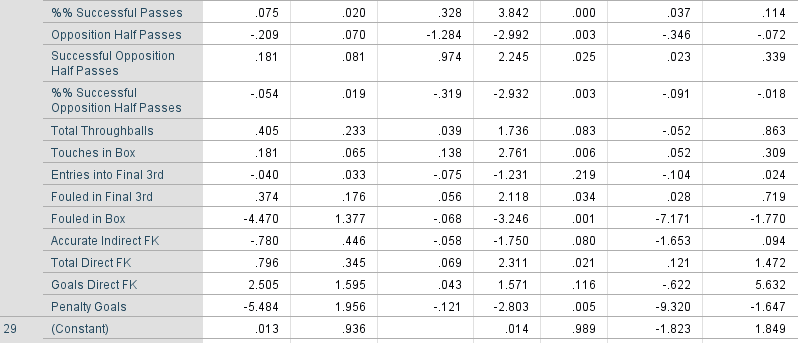 %% Successful Passes .075 .020 .328 3.842 .000 .037 .114
Opposition Half Passes -.209 .070 -1.284 -2.992 .003 -.346 -.072
Successful Opposition Half Passes .181 .081 .974 2.245 .025 .023 .339
%% Successful Opposition Half Passes -.054 .019 -.319 -2.932 .003 -.091 -.018
Total Throughballs .405 .233 .039 1.736 .083 -.052 .863
Touches in Box .181 .065 .138 2.761 .006 .052 .309
Entries into Final 3rd -.040 .033 -.075 -1.231 .219 -.104 .024
Fouled in Final 3rd .374 .176 .056 2.118 .034 .028 .719
Fouled in Box -4.470 1.377 -.068 -3.246 .001 -7.171 -1.770
Accurate Indirect FK -.780 .446 -.058 -1.750 .080 -1.653 .094
Total Direct FK .796 .345 .069 2.311 .021 .121 1.472
Goals Direct FK 2.505 1.595 .043 1.571 .116 -.622 5.632
Penalty Goals -5.484 1.956 -.121 -2.803 .005 -9.320 -1.647
29 (Constant) .013 .936 .014 .989 -1.823 1.849